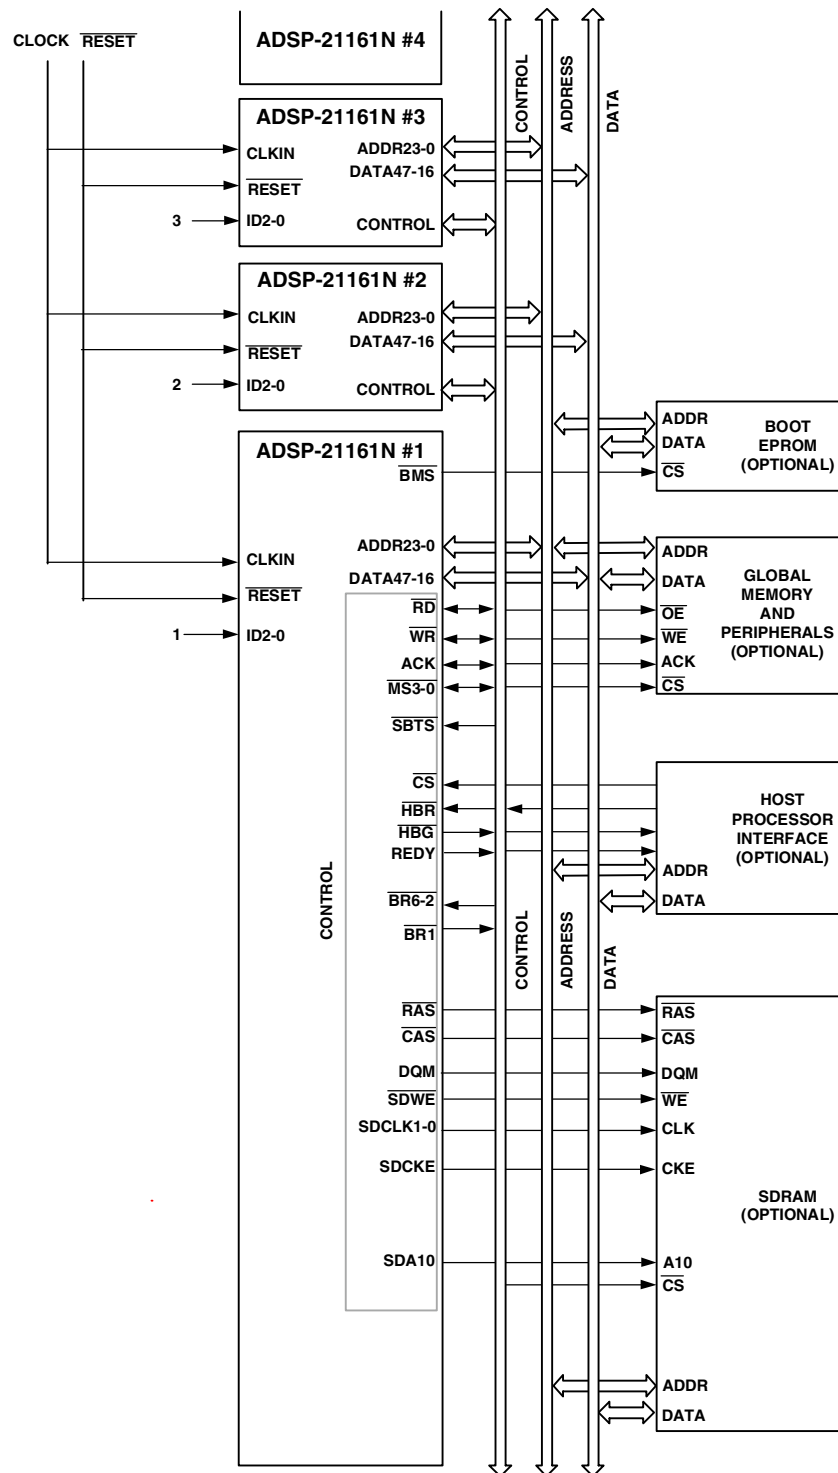 CLOCK RESET
ADSP-21161N #4
CONTROL
ADDRESS
DATA
ADSP-21161N #3
CLKIN
RESET
3
ID2-0
ADDR23-0
DATA47-16
CONTROL
ADSP-21161N #2
CLKIN
RESET
2
ID2-0
ADDR23-0
DATA47-16
CONTROL
ADSP-21161N #1
BMS
CLKIN
RESET
1
ID2-0
ADDR23-0
DATA47-16
CONTROL
RD
WR
ACK
MS3-0
SBTS
CS
HBR
HBG
REDY
BR6-2
BR1
RAS
CAS
DQM
SDWE
SDCLK1-0
SDCKE
SDA10
CONTROL
ADDRESS
DATA
ADDR
DATA
CS
BOOT
EPROM
(OPTIONAL)
ADDR
DATA
OE
WE
ACK
CS
GLOBAL
MEMORY
AND
PERIPHERALS
(OPTIONAL)
HOST
PROCESSOR
INTERFACE
(OPTIONAL)
ADDR
DATA
RAS
CAS
DQM
WE
CLK
CKE
A10
CS
ADDR
DATA
SDRAM
(OPTIONAL)